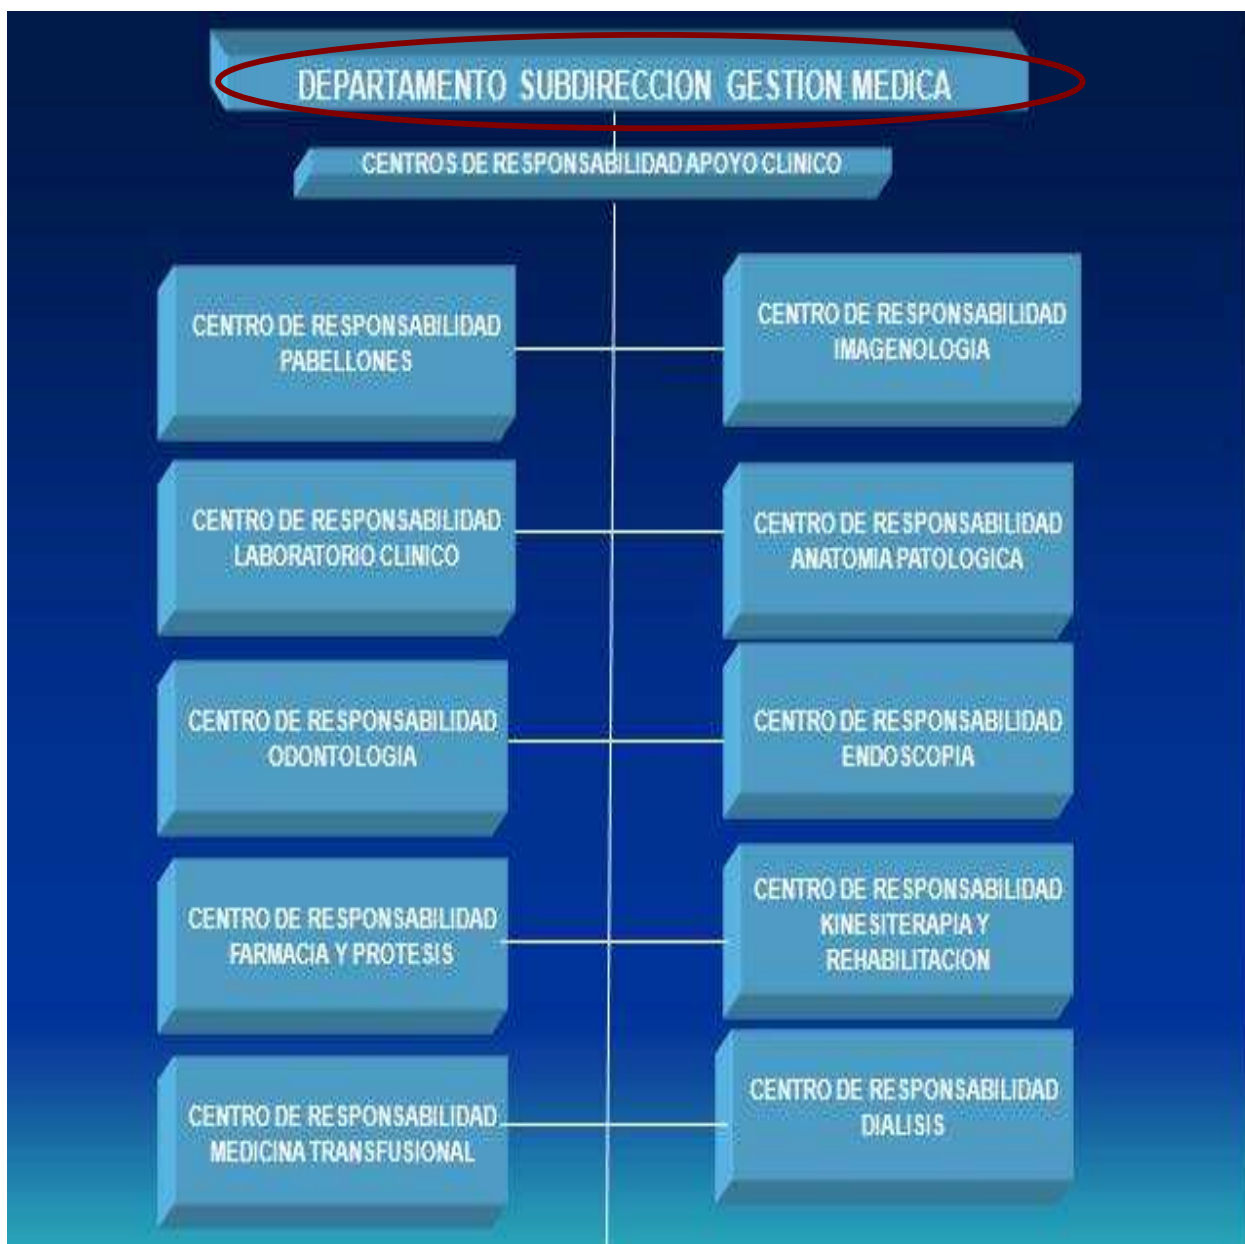 DEPARTAMENTO SUBDIRECCION GESTION MEDICA
CENTROS DE RESPONSABILIDAD APOYO CLINICO
CENTRO DE RESPONSABILIDAD
PABELLONES
CENTRO DE RESPONSABILIDAD
IMAGENOLOGIA
CENTRO DE RESPONSABILIDAD
LABORATORIO CLINICO
CENTRO DE RESPONSABILIDAD
ANATOMIA PATOLOGICA
CENTRO DE RESPONSABILIDAD
ODONTOLOGIA
CENTRO DE RESPONSABILIDAD
ENDOSCOPIA
CENTRO DE RESPONSABILIDAD
FARMACIA Y PROTESIS
CENTRO DE RESPONSABILIDAD
KINESITERAPIA Y
REHABILITACION
CENTRO DE RESPONSABILIDAD
MEDICINA TRANSFUSIONAL
CENTRO DE RESPONSABILIDAD
DIALISIS